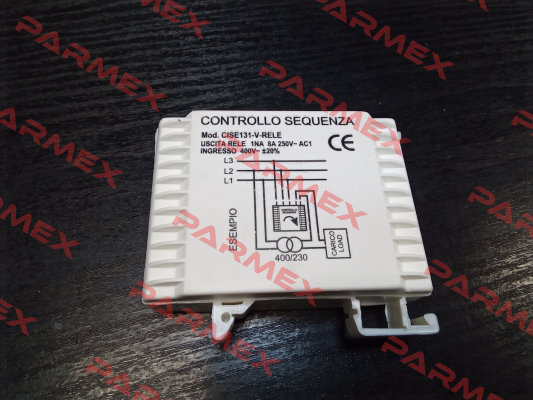 CONTROLLO SEQUENZA
Mod. CISE131-V-RELE
USCITA RELE 1NA 8A 250V~ AC1
INGRESSO 400V~ ±20%
CE
L3
L2
L1
ESEMPIO
400/230
CARICO
LOAD
PARMEX
PARMEX
PARMEX
PARMEX
PARMEX
PARMEX
PARMEX
PARMEX